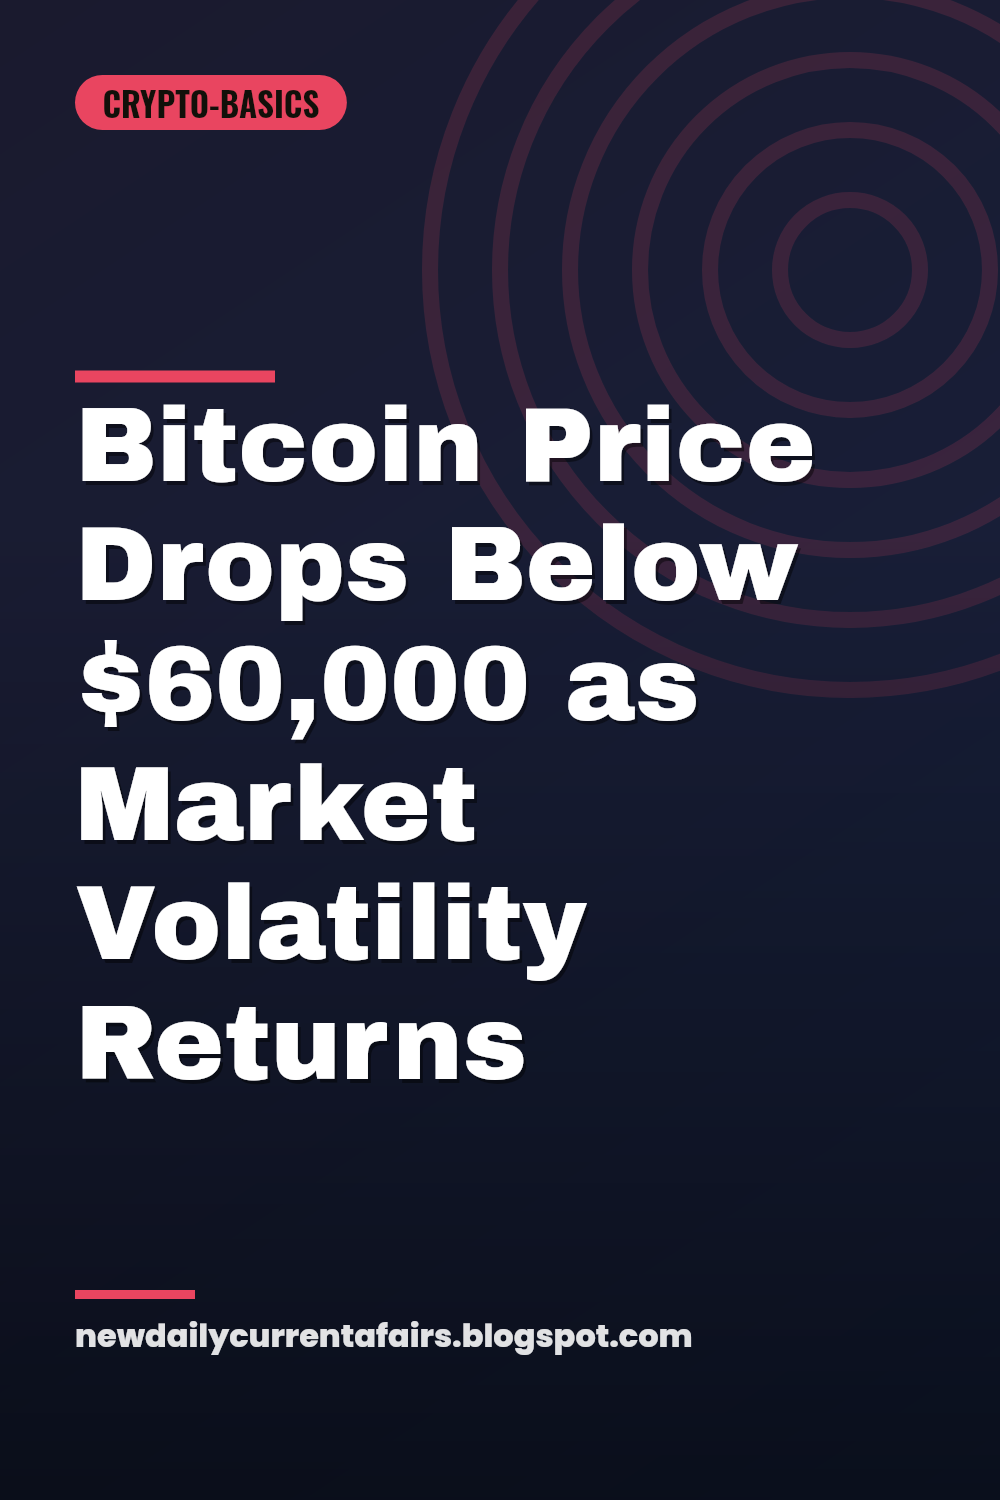 CRYPTO-BASICS
Bitcoin Price
Drops Below
$60,000 as
Market
Volatility
Returns
newdailycurrentafairs.blogspot.com